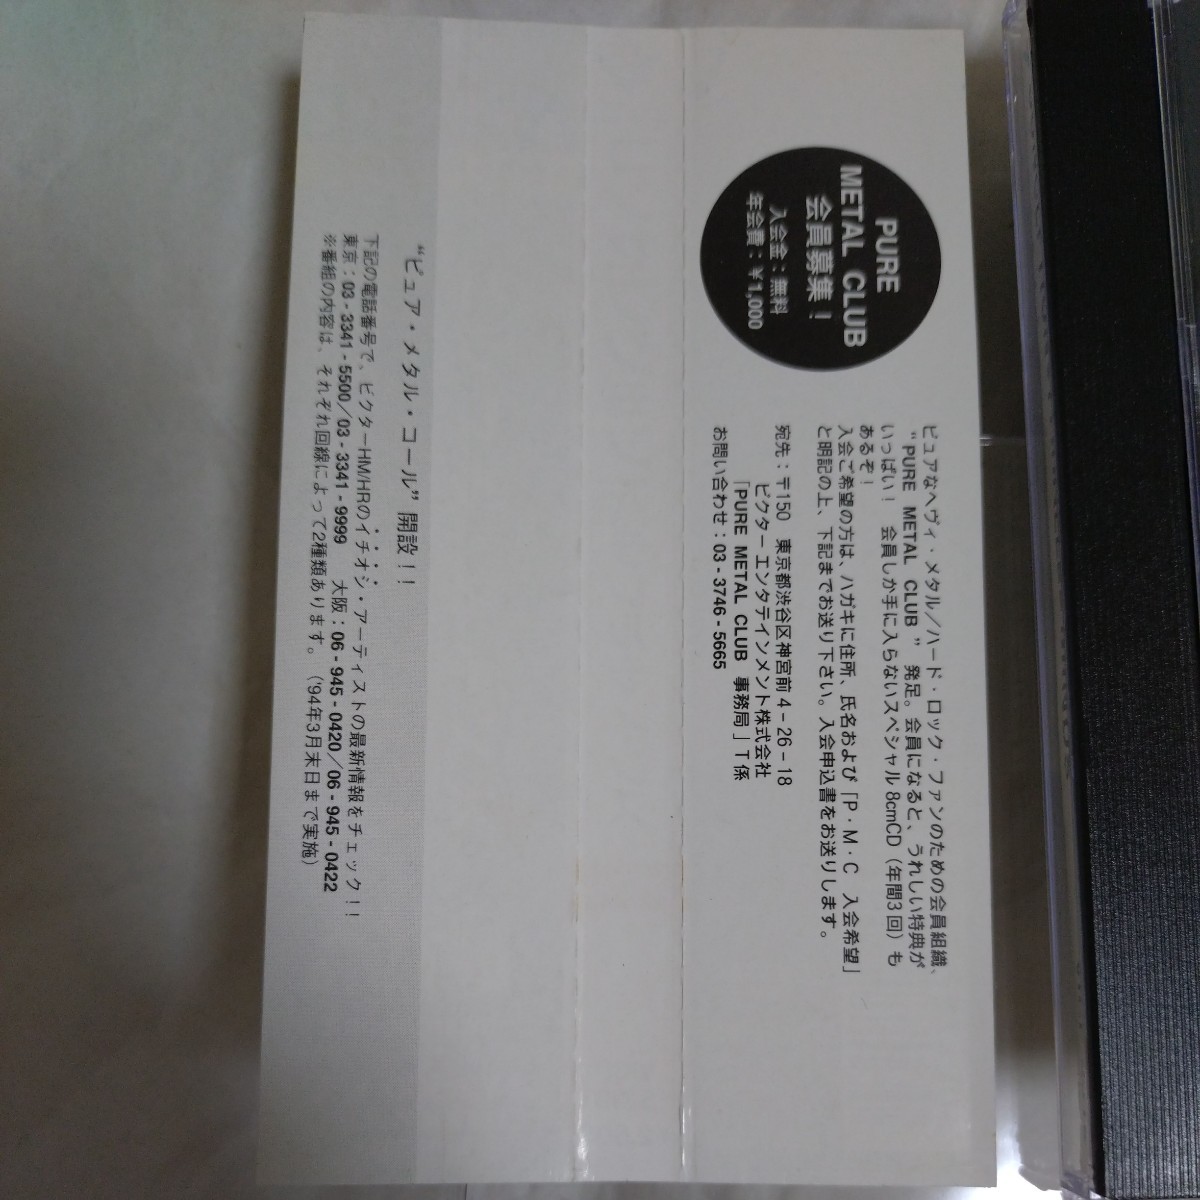 PURE
METAL CLUB
会員募集！
入会金：無料
年会費：￥1,000
ピュアなヘヴィ・メタル／ハード・ロック・ファンのための会員組織、
“PURE METAL CLUB” 発足。会員になると、うれしい特典が
いっぱい！ 会員しか手に入らないスペシャル8cmCD（年間3回）も
あるぞ！
入会ご希望の方は、ハガキに住所、氏名および「P・M・C 入会希望」
と明記の上、下記までお送り下さい。入会申込書をお送りします。
宛先：〒150 東京都渋谷区神宮前4-26-18
ビクターエンタテインメント株式会社
「PURE METAL CLUB 事務局」T係
お問い合わせ：03-3746-5665
“ピュア・メタル・コール” 開設！！
下記の電話番号で、ビクターHM/HRのイチオシ・アーティストの最新情報をチェック！！
東京：03-3341-5500／03-3341-9999 大阪：06-945-0420／06-945-0422
※番組の内容は、それぞれ回線によって2種類あります。（'94年3月末日まで実施）